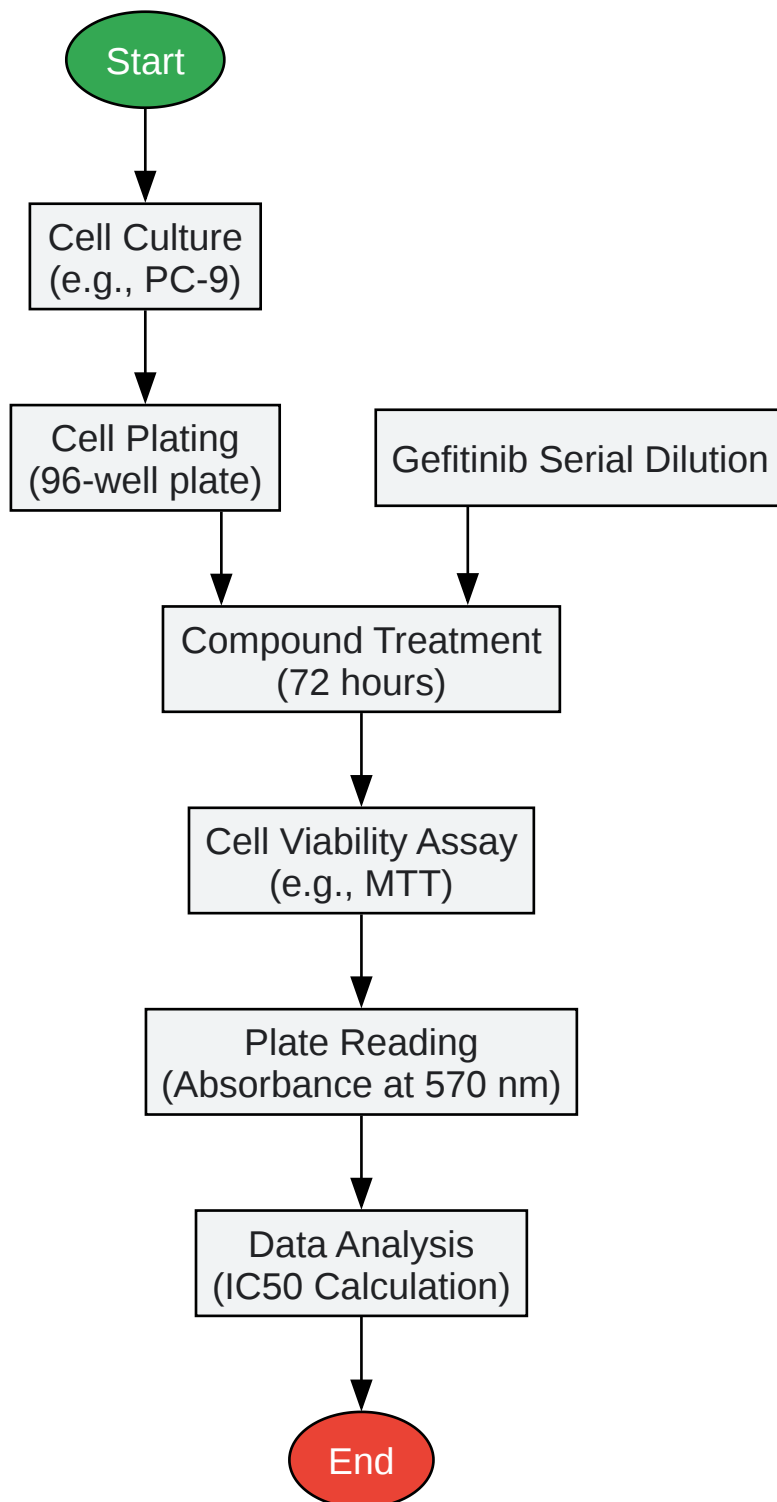 Start
Cell Culture
(e.g., PC-9)
Cell Plating
(96-well plate)
Gefitinib Serial Dilution
Compound Treatment
(72 hours)
Cell Viability Assay
(e.g., MTT)
Plate Reading
(Absorbance at 570 nm)
Data Analysis
(IC50 Calculation)
End